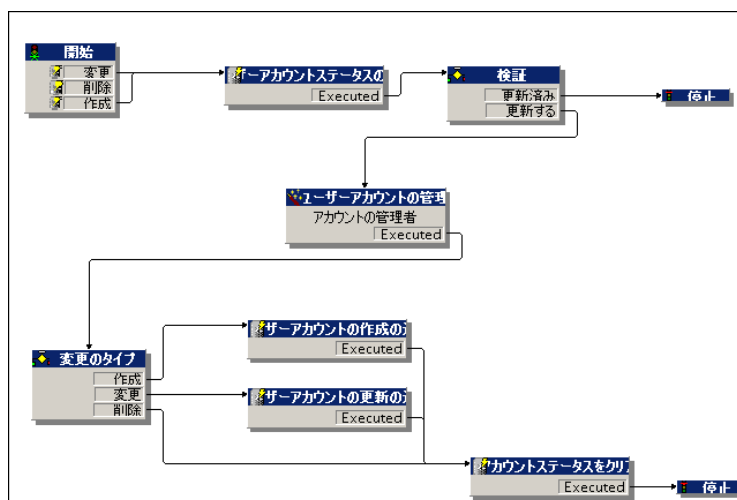 開始
変更
削除
作成
ザーアカウントステータスの
Executed
検証
更新済み
更新する
停止
ユーザーアカウントの管理
アカウントの管理者
Executed
変更のタイプ
作成
変更
削除
ザーアカウントの作成の
Executed
ザーアカウントの更新の
Executed
カウントステータスをクリ
Executed
停止